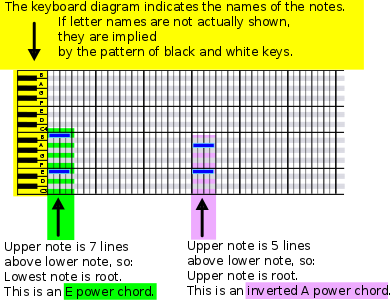 The keyboard diagram indicates the names of the notes.
If letter names are not actually shown,
they are implied
by the pattern of black and white keys.
B
A
G
F
E
D
C
B
A
G
F
E
D
C
Upper note is 7 lines
above lower note, so:
Lowest note is root.
This is an E power chord.
Upper note is 5 lines
above lower note, so:
Upper note is root.
This is an inverted A power chord.